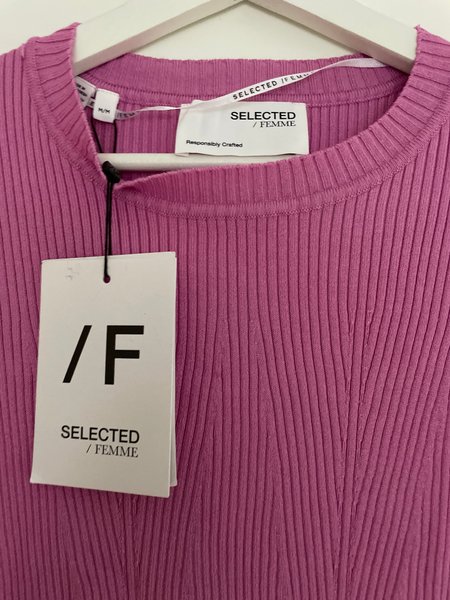 SELECTED /FEMME
M/M
SELECTED
/ FEMME
Responsibly Crafted
/F
SELECTED
/ FEMME